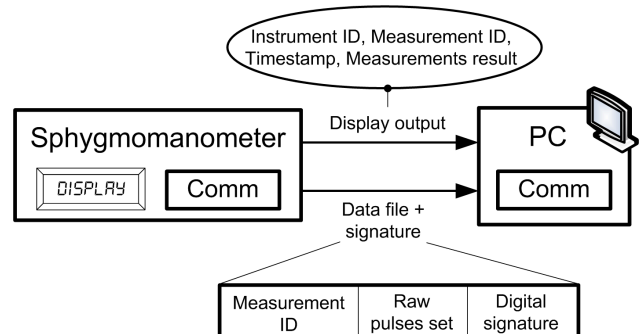 Instrument ID, Measurement ID,
Timestamp, Measurements result
Sphygmomanometer
Display output
PC
DISPLAY
Comm
Comm
Data file +
signature
Measurement
ID
Raw
pulses set
Digital
signature